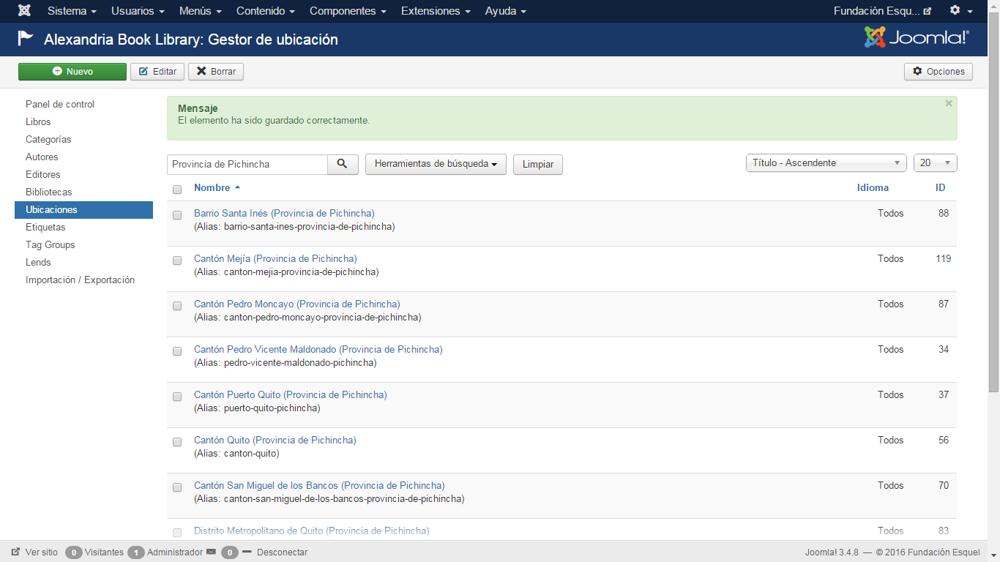 Sistema Usuarios Menús Contenido Componentes Extensiones Ayuda Fundación Esqu...
Alexandria Book Library: Gestor de ubicación Joomla!®
Nuevo Editar Borrar Opciones
Panel de control
Libros
Categorías
Autores
Editores
Bibliotecas
Ubicaciones
Etiquetas
Tag Groups
Lends
Importación / Exportación
Mensaje ×
El elemento ha sido guardado correctamente.
Provincia de Pichincha Herramientas de búsqueda Limpiar Título - Ascendente 20
Nombre Idioma ID
Barrio Santa Inés (Provincia de Pichincha) Todos 88
(Alias: barrio-santa-ines-provincia-de-pichincha)
Cantón Mejía (Provincia de Pichincha) Todos 119
(Alias: canton-mejia-provincia-de-pichincha)
Cantón Pedro Moncayo (Provincia de Pichincha) Todos 87
(Alias: canton-pedro-moncayo-provincia-de-pichincha)
Cantón Pedro Vicente Maldonado (Provincia de Pichincha) Todos 34
(Alias: pedro-vicente-maldonado-pichincha)
Cantón Puerto Quito (Provincia de Pichincha) Todos 37
(Alias: puerto-quito-pichincha)
Cantón Quito (Provincia de Pichincha) Todos 56
(Alias: canton-quito)
Cantón San Miguel de los Bancos (Provincia de Pichincha) Todos 70
(Alias: canton-san-miguel-de-los-bancos-provincia-de-pichincha)
Distrito Metropolitano de Quito (Provincia de Pichincha) Todos 83
Ver sitio 0 Visitantes 1 Administrador 0 Desconectar Joomla! 3.4.8 — © 2016 Fundación Esquel